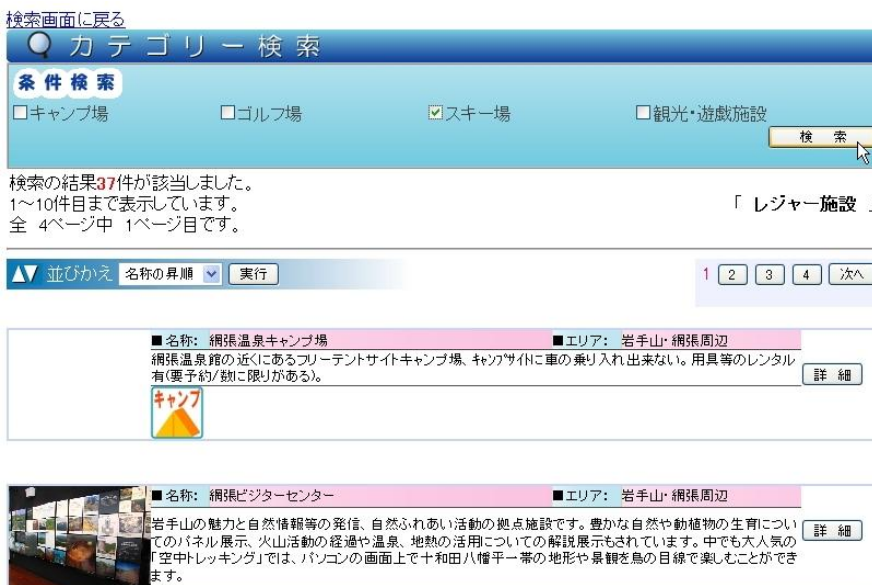 検索画面に戻る
カテゴリー検索
条件検索
キャンプ場 ゴルフ場 スキー場 観光・遊戯施設
検 索
検索の結果37件が該当しました。
1～10件目まで表示しています。
全 4ページ中 1ページ目です。
「 レジャー施設 」
並びかえ 名称の昇順 実行
1 2 3 4 次へ
■名称: 網張温泉キャンプ場 ■エリア: 岩手山・網張周辺
網張温泉館の近くにあるフリーテントサイトキャンプ場、キャンプサイトに車の乗り入れ出来ない。用具等のレンタル
有(要予約/数に限りがある)。
詳 細
キャンプ
■名称: 網張ビジターセンター ■エリア: 岩手山・網張周辺
岩手山の魅力と自然情報等の発信、自然ふれあい活動の拠点施設です。豊かな自然や動植物の生育につい
てのパネル展示、火山活動の経過や温泉、地熱の活用についての解説展示もされています。中でも大人気の
「空中トレッキング」では、パソコンの画面上で十和田八幡平一帯の地形や景観を鳥の目線で楽しむことができ
ます。
詳 細